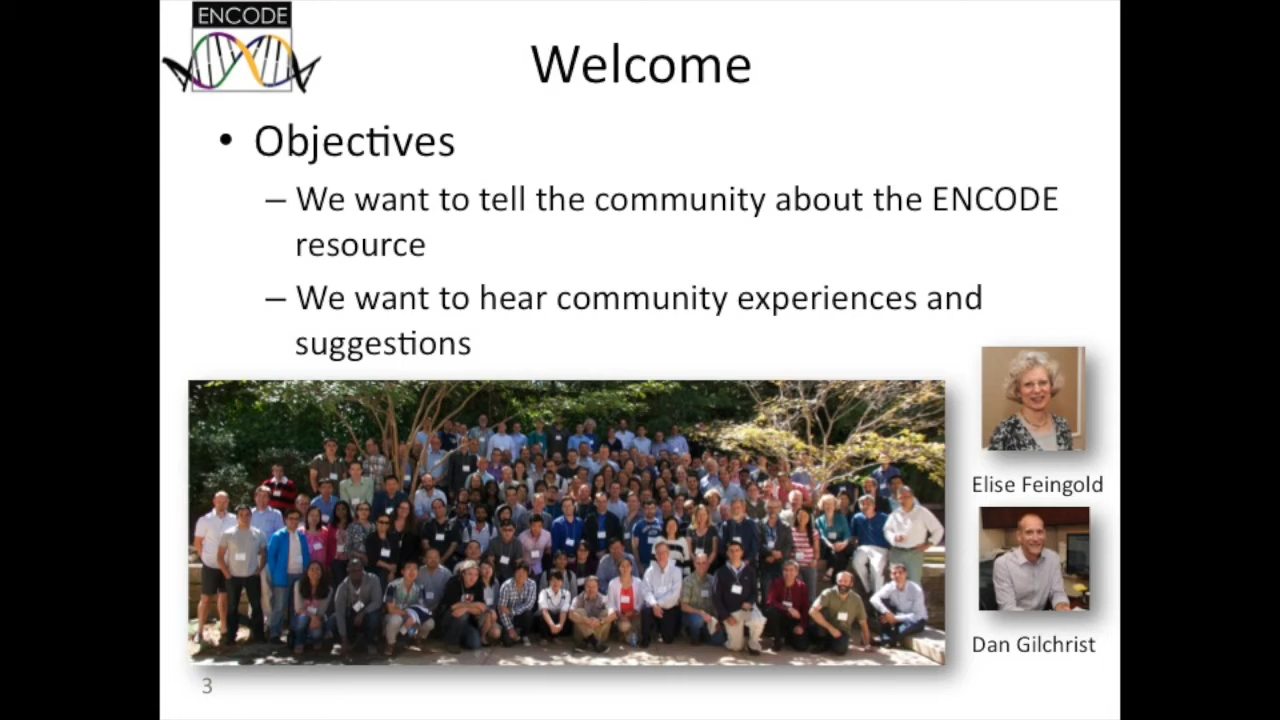 ENCODE
Welcome
• Objectives
– We want to tell the community about the ENCODE
resource
– We want to hear community experiences and
suggestions
Elise Feingold
Dan Gilchrist
3